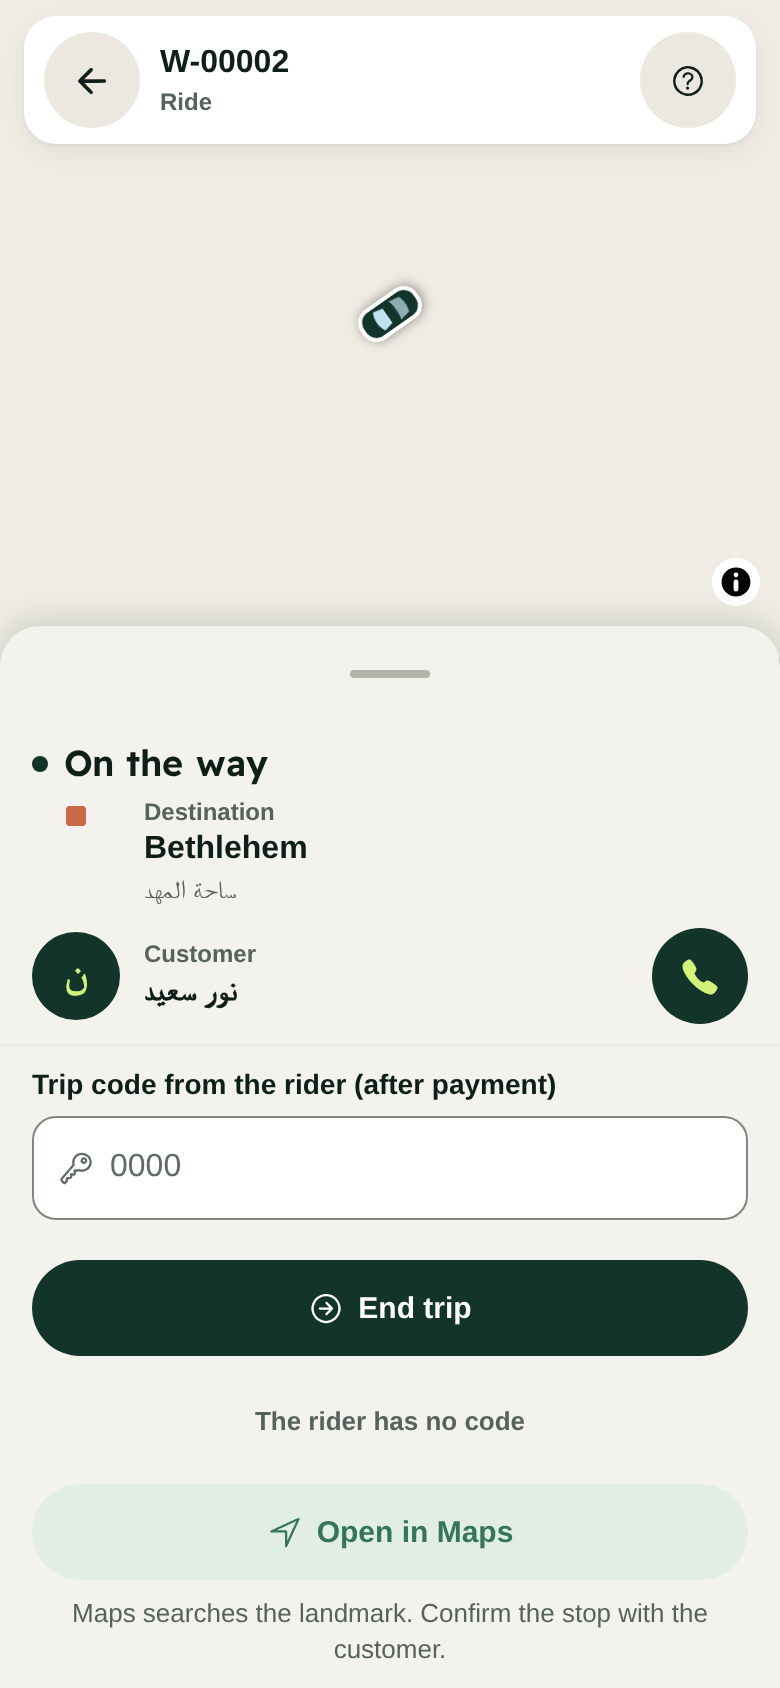 W-00002
Ride
On the way
Destination
Bethlehem
ساحة المهد
ن
Customer
نور سعيد
Trip code from the rider (after payment)
0000
End trip
The rider has no code
Open in Maps
Maps searches the landmark. Confirm the stop with the
customer.